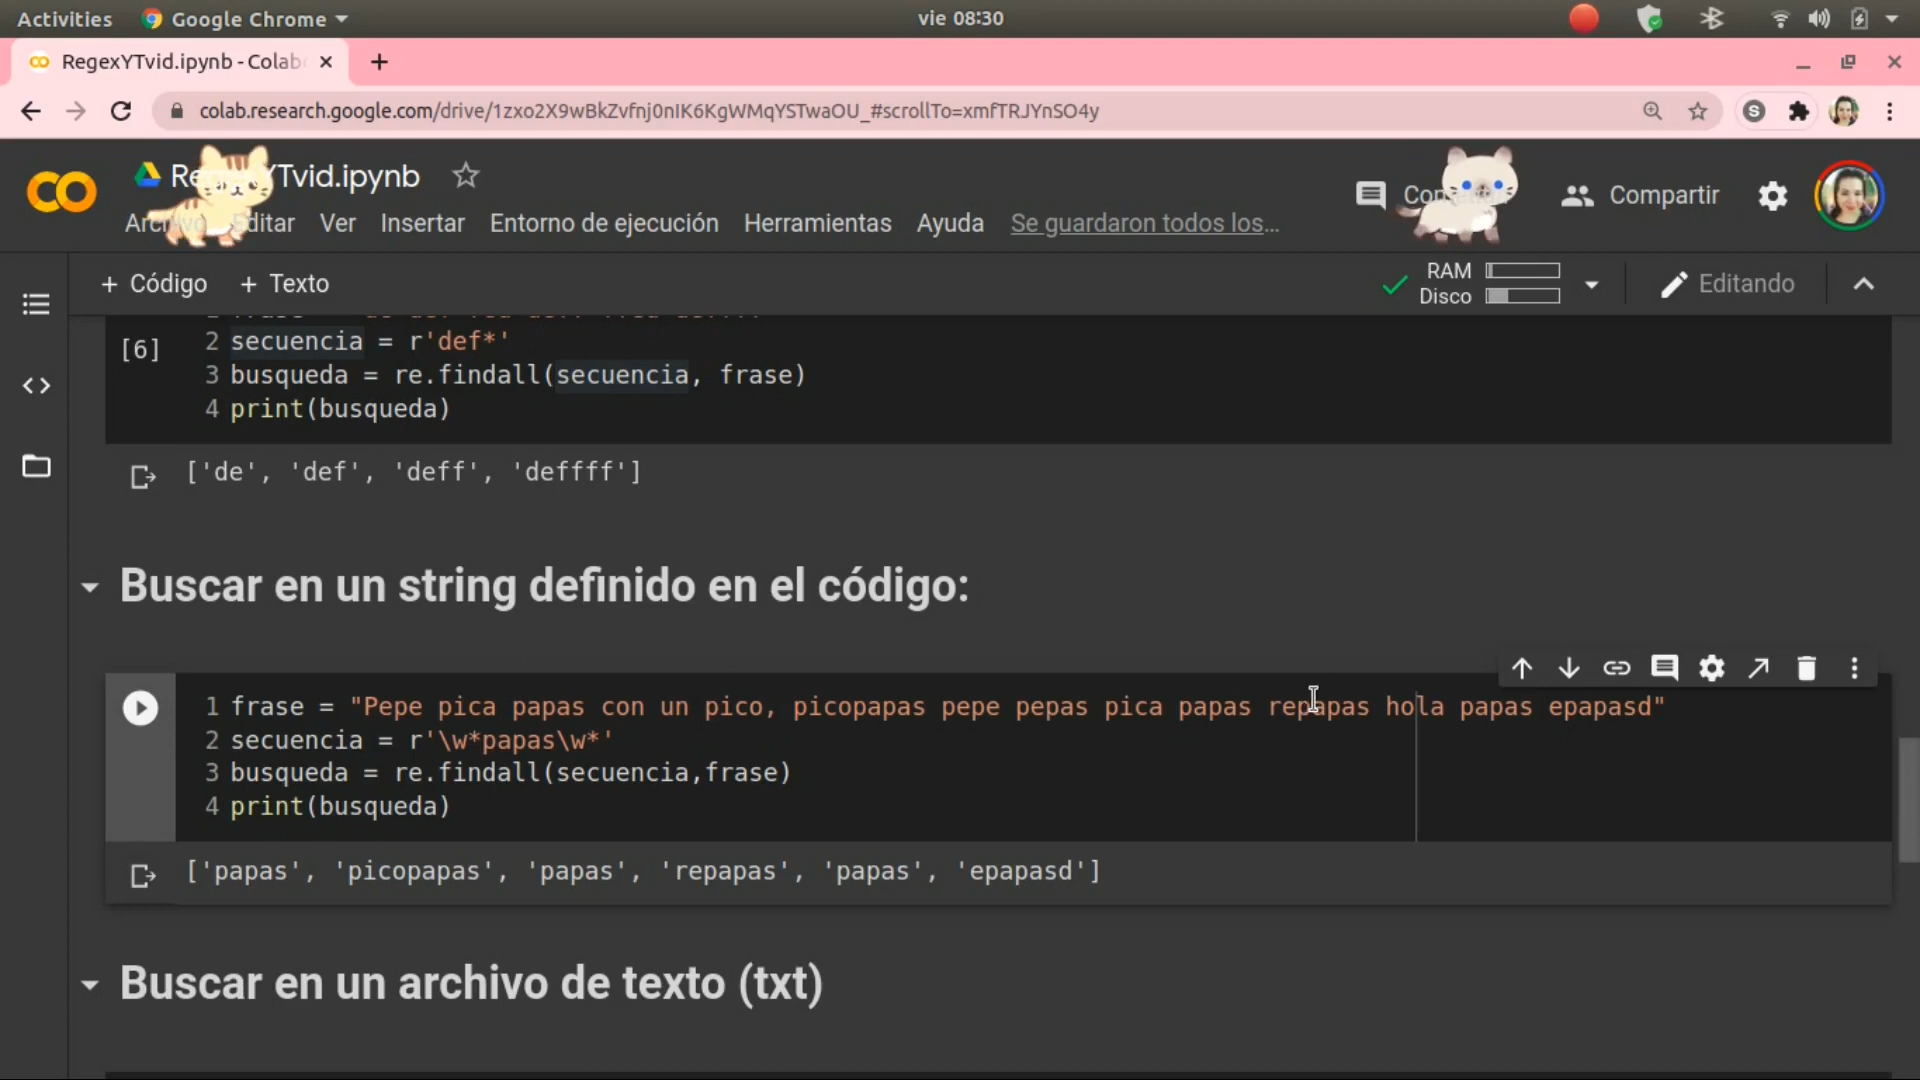 Activities Google Chrome vie 08:30
RegexYTvid.ipynb - Colab
colab.research.google.com/drive/1zxo2X9wBkZvfnj0nIK6KgWMqYSTwaOU_#scrollTo=xmfTRJYnSO4y S
YTvid.ipynb
Compartir
Ver Insertar Entorno de ejecución Herramientas Ayuda Se guardaron todos los...
+ Código + Texto
RAM
Disco
Editando
[6]
2 secuencia = r'def*'
3 busqueda = re.findall(secuencia, frase)
4 print(busqueda)
['de', 'def', 'deff', 'deffff']
Buscar en un string definido en el código:
1 frase = "Pepe pica papas con un pico, picopapas pepe pepas pica papas repapas hola papas epapasd"
2 secuencia = r'\w*papas\w*'
3 busqueda = re.findall(secuencia,frase)
4 print(busqueda)
['papas', 'picopapas', 'papas', 'repapas', 'papas', 'epapasd']
Buscar en un archivo de texto (txt)